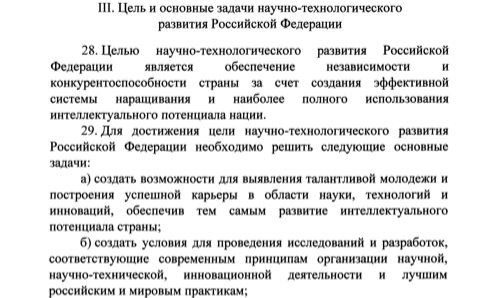 III. Цель и основные задачи научно-технологического
развития Российской Федерации
28. Целью научно-технологического развития Российской
Федерации является обеспечение независимости и
конкурентоспособности страны за счет создания эффективной
системы наращивания и наиболее полного использования
интеллектуального потенциала нации.
29. Для достижения цели научно-технологического развития
Российской Федерации необходимо решить следующие основные
задачи:
а) создать возможности для выявления талантливой молодежи и
построения успешной карьеры в области науки, технологий и
инноваций, обеспечив тем самым развитие интеллектуального
потенциала страны;
б) создать условия для проведения исследований и разработок,
соответствующие современным принципам организации научной,
научно-технической, инновационной деятельности и лучшим
российским и мировым практикам;